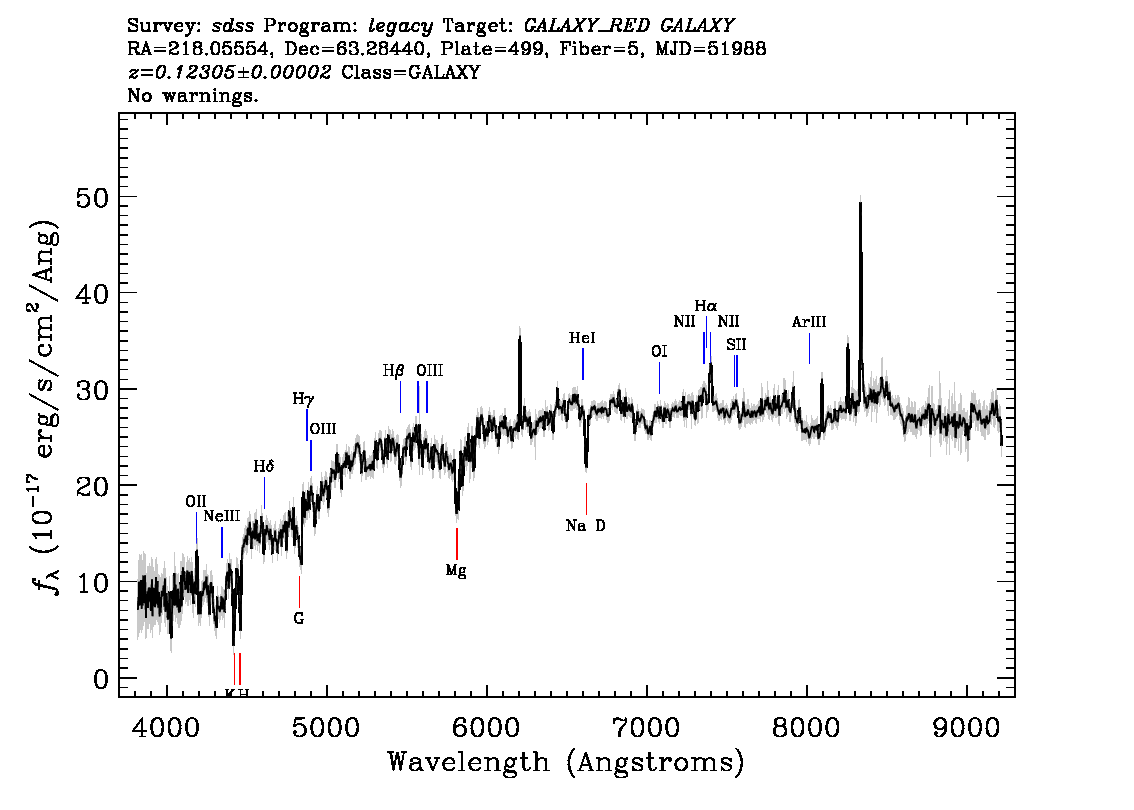 Survey: sdss Program: legacy Target: GALAXY_RED GALAXY
RA=218.05554, Dec=63.28440, Plate=499, Fiber=5, MJD=51988
z=0.12305±0.00002 Class=GALAXY
No warnings.
50
40
30
20
10
0
f_λ (10^−17 erg/s/cm^2/Ang)
Hα
NII NII
ArIII
HeI
SII
OI
Hβ OIII
Hγ
OIII
Hδ
OII
NeIII
Na D
Mg
G
K H
4000 5000 6000 7000 8000 9000
Wavelength (Angstroms)